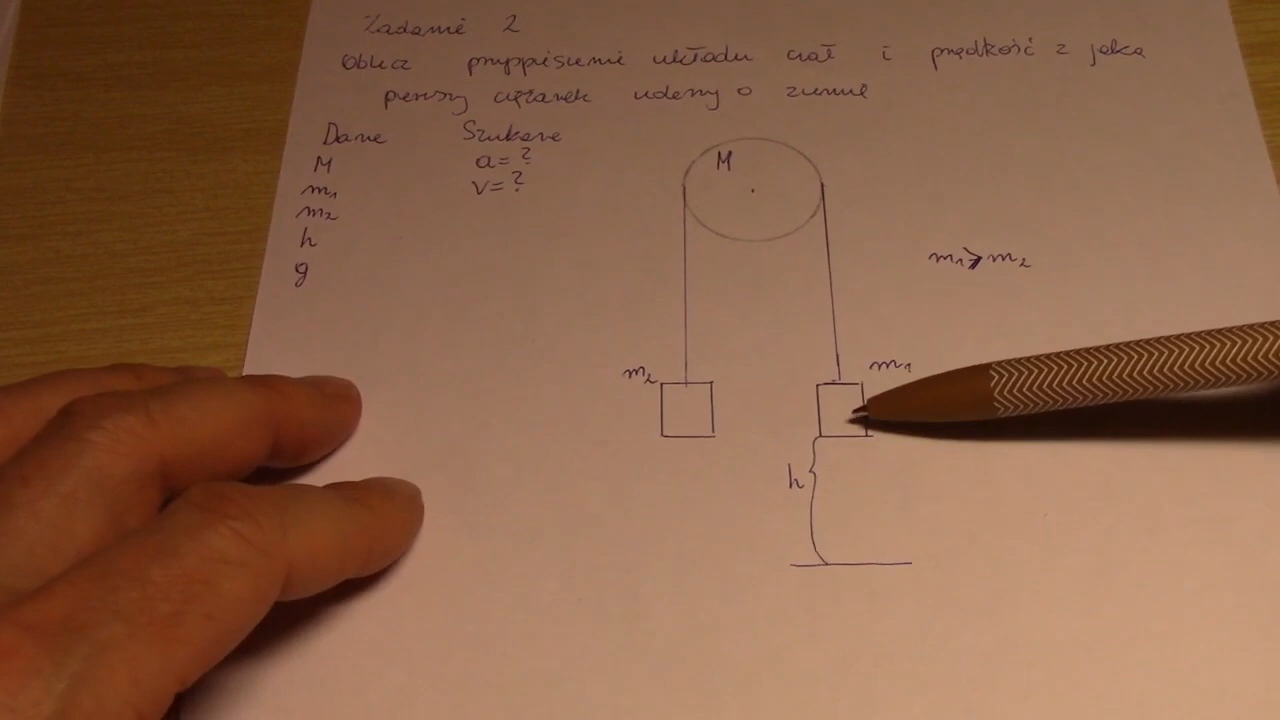 Zadanie 2
Oblicz przyspieszenie układu ciał i prędkość z jaką
pierwszy ciężarek uderzy o ziemię
Dane Szukane
M a=?
m₁ v=?
m₂
h
g
M
m₁>m₂
m₂
m₁
h